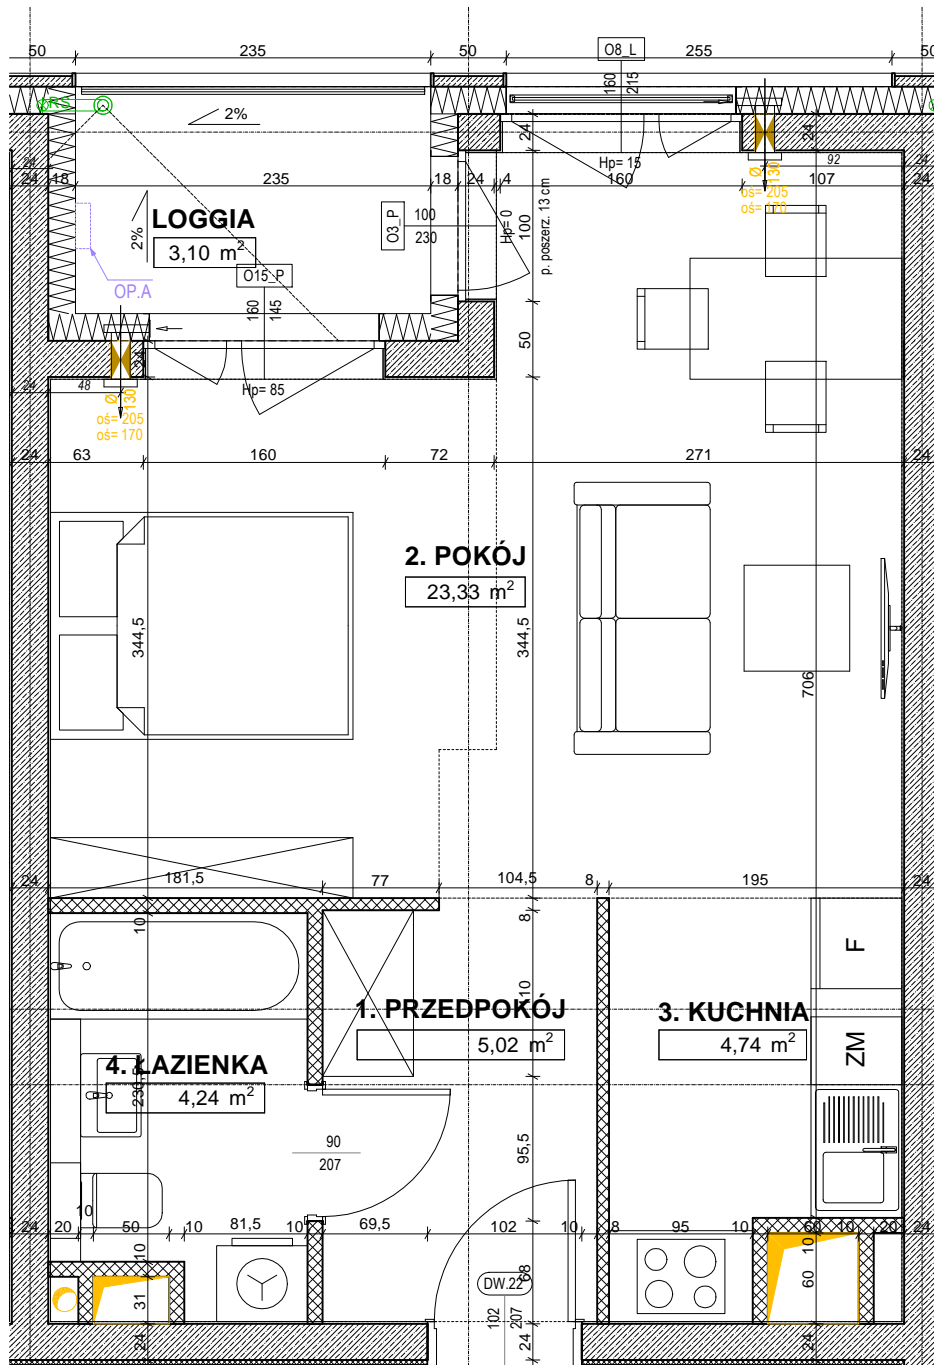 50 235 50 O8_L 255 50
160 215
RS
2%
24
24
Hp= 15
92 24
24 18 235 18 24 4 160 107 24
Ø 130
oś= 205
oś= 170
LOGGIA
3,10 m²
2%
O3_P 100
230
Hp= 0
100
p. poszerz. 13 cm
O15_P
OP.A
160 145
50
24
24 48
Hp= 85
Ø 130
oś= 205
oś= 170
24 63 160 72 271 24
2. POKÓJ
23,33 m²
344,5
344,5
706
24 181,5 77 104,5 8 195 24
10
8
F
110
1. PRZEDPOKÓJ
5,02 m²
3. KUCHNIA
4,74 m²
ZM
4. ŁAZIENKA
4,24 m²
230,5
90
207
95,5
10
24 20 50 10 81,5 10 69,5 102 10 8 95 10 60 10 20 24
10
10
31
60
68
DW.22
102 207
24
24
24